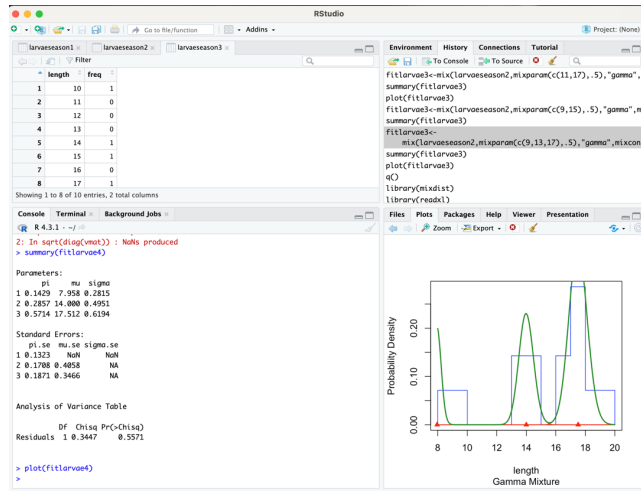 RStudio
Go to file/function
Addins
Project: (None)
larvaeseason1
larvaeseason2
larvaeseason3
Filter
length freq
1 10 1
2 11 0
3 12 0
4 13 0
5 14 1
6 15 1
7 16 0
8 17 1
Showing 1 to 8 of 10 entries, 2 total columns
Console Terminal Background Jobs
R 4.3.1 · ~/
2: In sqrt(diag(vmat)) : NaNs produced
> summary(fitlarvae4)
Parameters:
pi mu sigma
1 0.1429 7.958 0.2815
2 0.2857 14.000 0.4951
3 0.5714 17.512 0.6194
Standard Errors:
pi.se mu.se sigma.se
1 0.1323 NaN NaN
2 0.1708 0.4058 NA
3 0.1871 0.3466 NA
Analysis of Variance Table
Df Chisq Pr(>Chisq)
Residuals 1 0.3447 0.5571
> plot(fitlarvae4)
>
Environment History Connections Tutorial
To Console To Source
fitlarvae3<-mix(larvaeseason2,mixparam(c(11,17),.5),"gamma",
summary(fitlarvae3)
plot(fitlarvae3)
fitlarvae3<-mix(larvaeseason2,mixparam(c(9,15),.5),"gamma",m
summary(fitlarvae3)
fitlarvae3<-
mix(larvaeseason2,mixparam(c(9,13,17),.5),"gamma",mixcon
summary(fitlarvae3)
plot(fitlarvae3)
q()
library(mixdist)
library(readxl)
Files Plots Packages Help Viewer Presentation
Zoom Export
Probability Density
0.00 0.10 0.20
8 10 12 14 16 18 20
length
Gamma Mixture